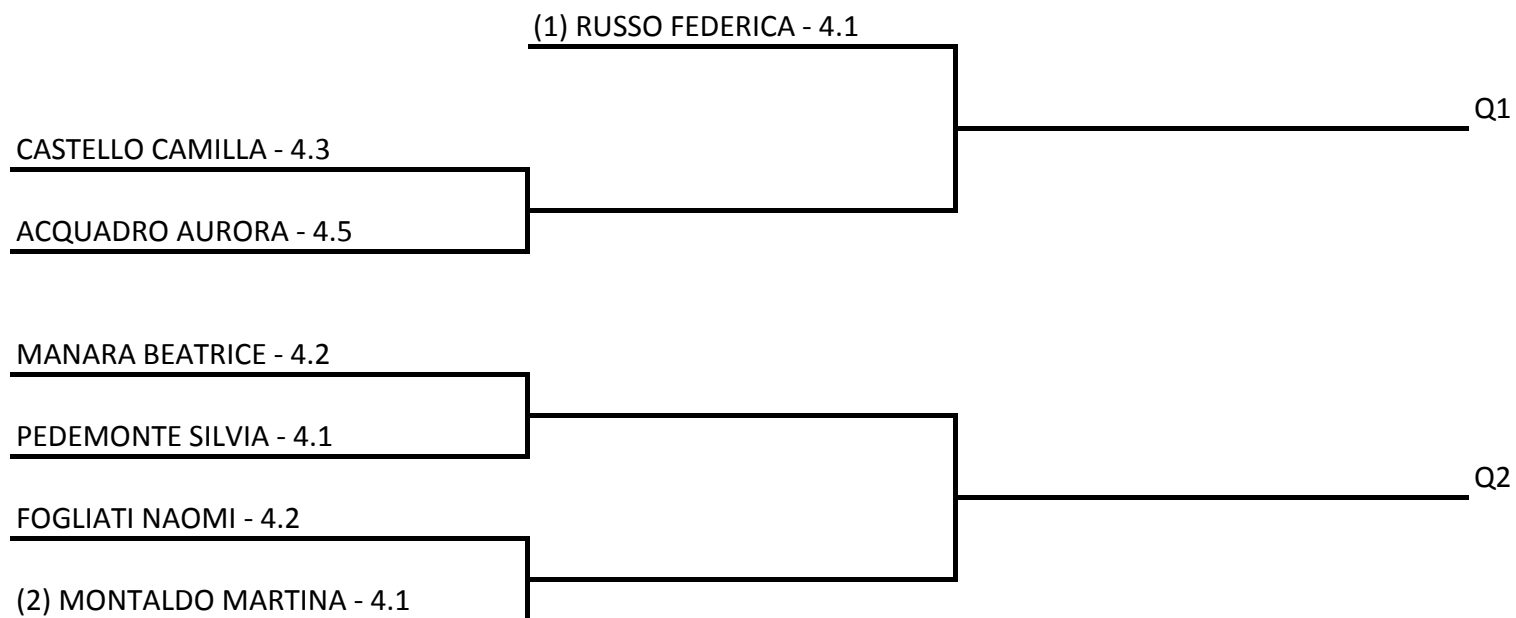 (1) RUSSO FEDERICA - 4.1
Q1
CASTELLO CAMILLA - 4.3
ACQUADRO AURORA - 4.5
MANARA BEATRICE - 4.2
PEDEMONTE SILVIA - 4.1
Q2
FOGLIATI NAOMI - 4.2
(2) MONTALDO MARTINA - 4.1